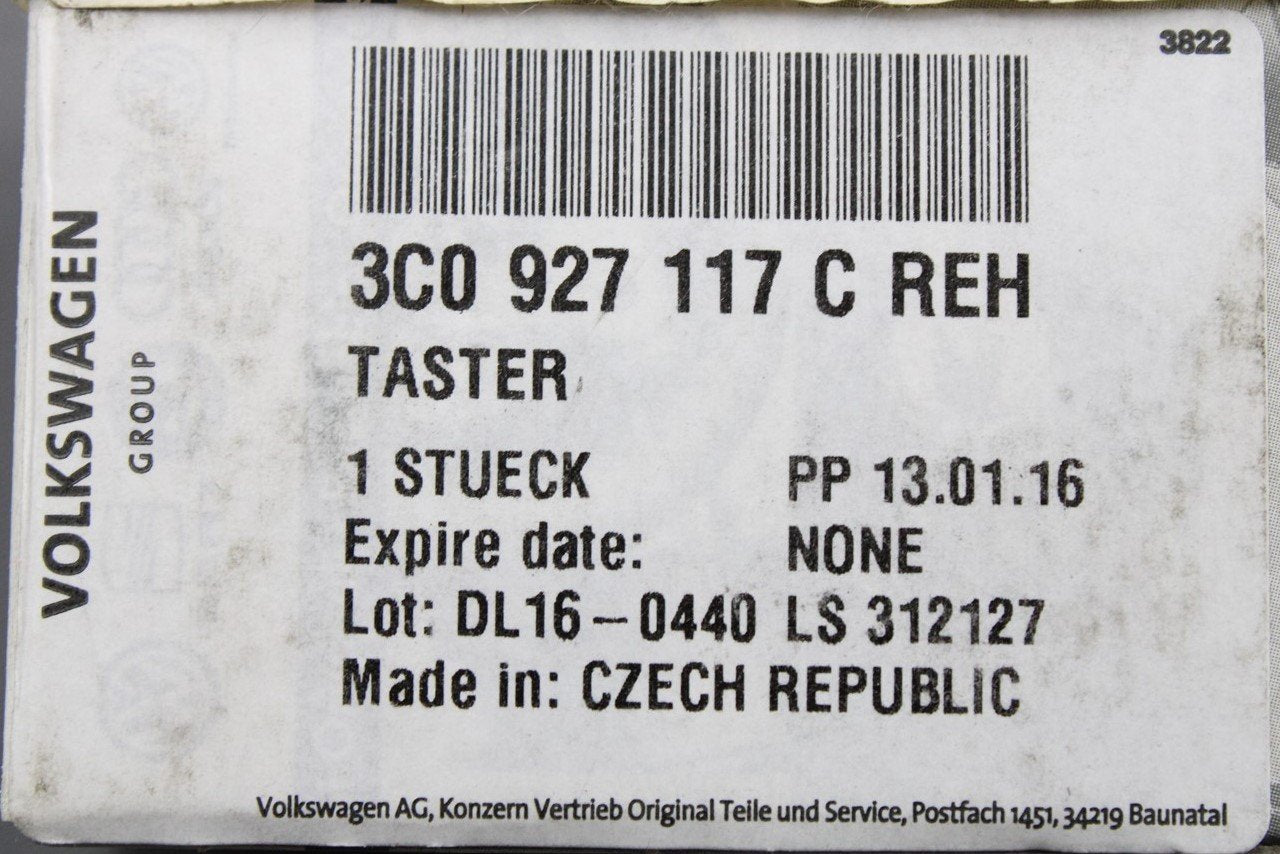 3822
VOLKSWAGEN
GROUP
3C0 927 117 C REH
TASTER
1 STUECK PP 13.01.16
Expire date: NONE
Lot: DL16-0440 LS 312127
Made in: CZECH REPUBLIC
Volkswagen AG, Konzern Vertrieb Original Teile und Service, Postfach 1451, 34219 Baunatal